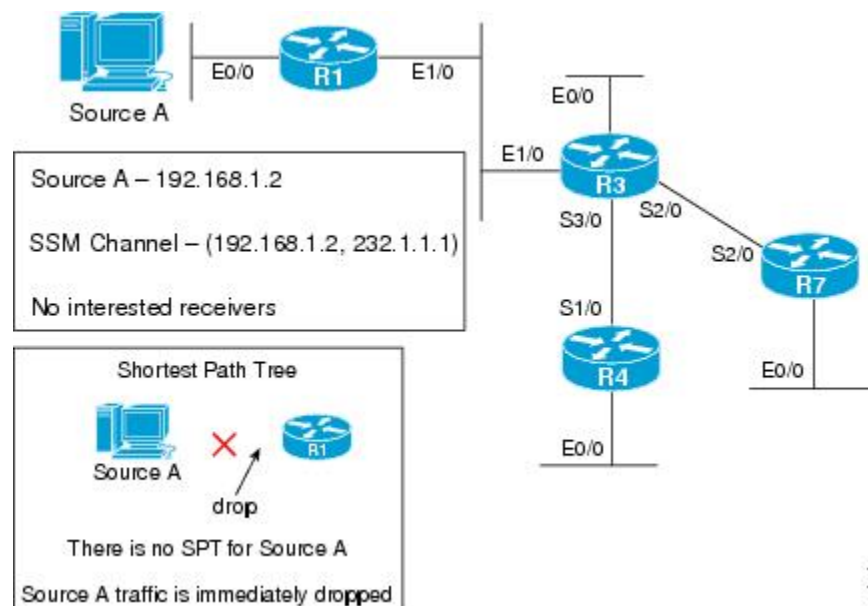 E0/0
R1
E1/0
Source A
E0/0
E1/0
R3
S3/0
S2/0
S2/0
R7
S1/0
R4
E0/0
E0/0
Source A – 192.168.1.2
SSM Channel – (192.168.1.2, 232.1.1.1)
No interested receivers
Shortest Path Tree
R1
Source A
drop
There is no SPT for Source A
Source A traffic is immediately dropped